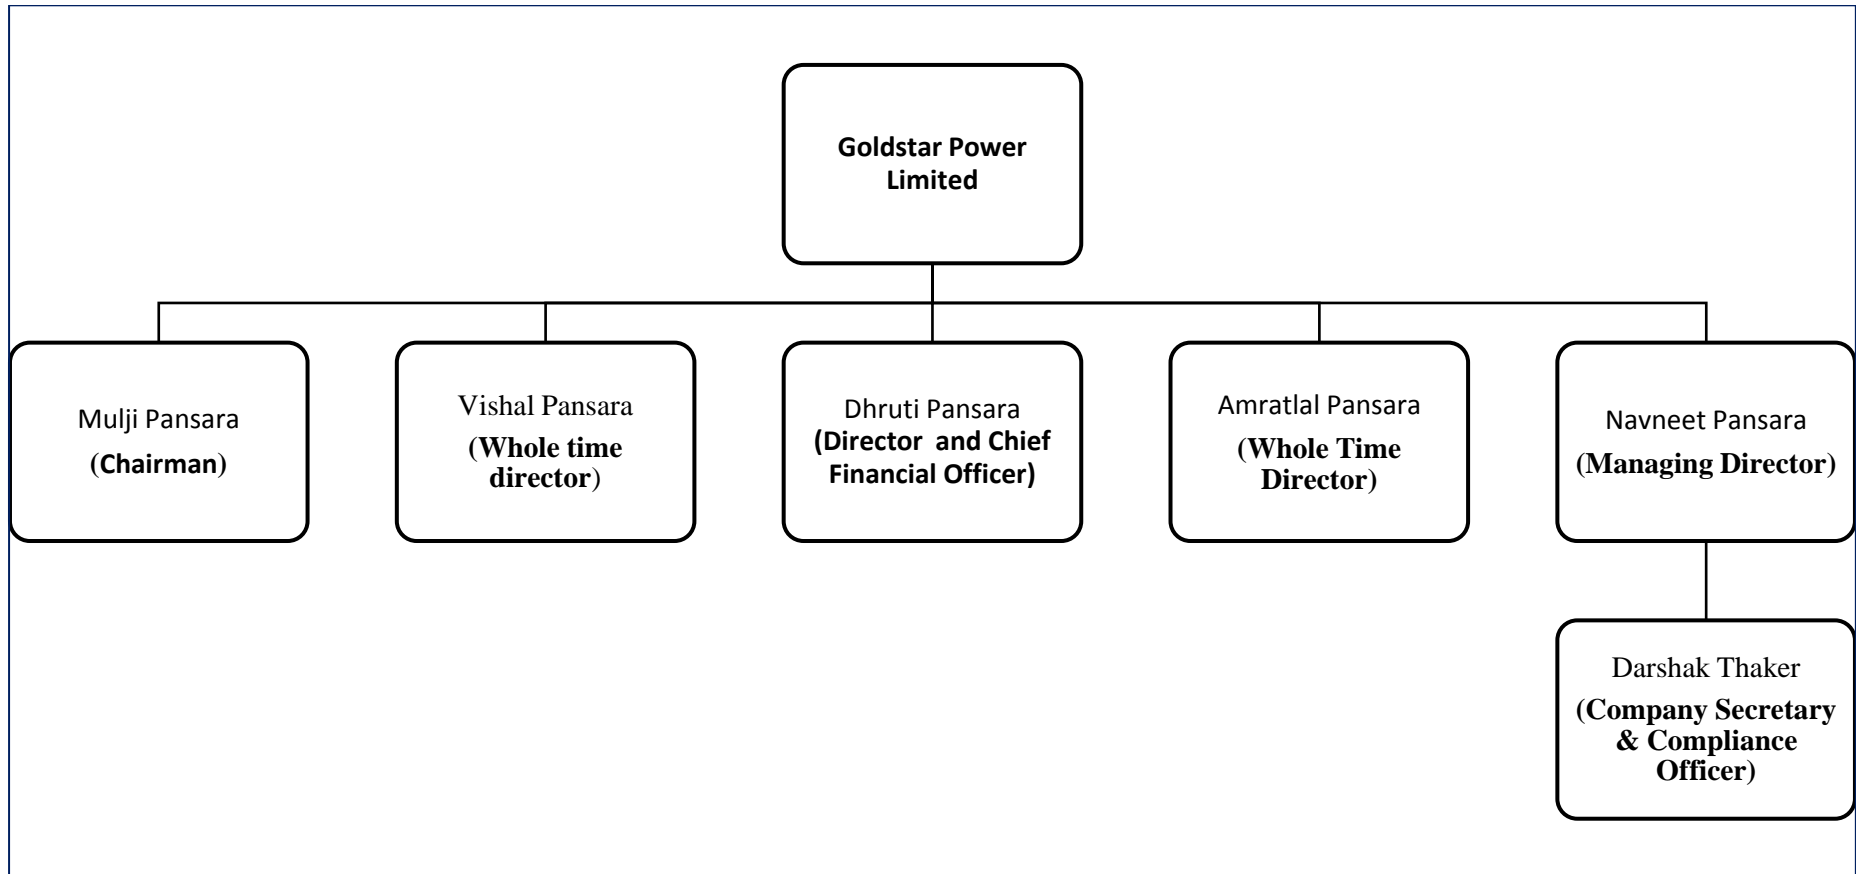 Goldstar Power
Limited
Mulji Pansara
(Chairman)
Vishal Pansara
(Whole time
director)
Dhruti Pansara
(Director  and Chief
Financial Officer)
Amratlal Pansara
(Whole Time
Director)
Navneet Pansara
(Managing Director)
Darshak Thaker
(Company Secretary
& Compliance
Officer)